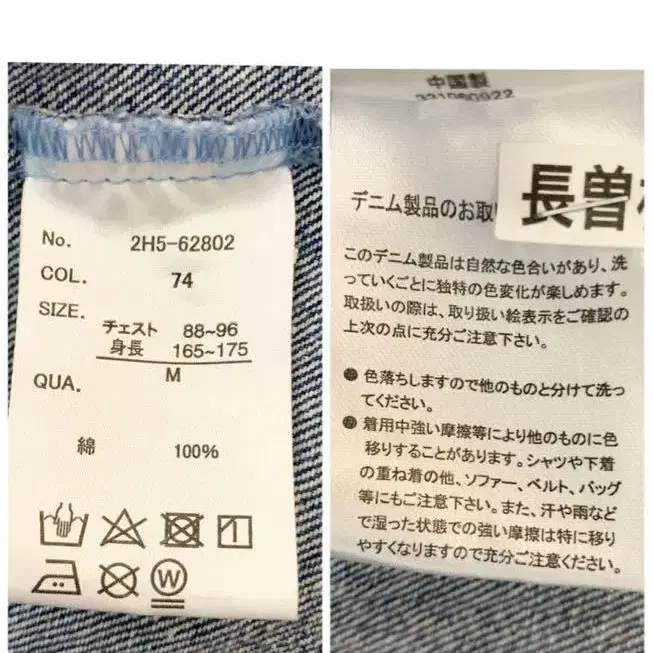 No. 2H5-62802
COL. 74
SIZE.
チェスト 88~96
身長 165~175
M
QUA.
綿 100%
W
中国製
長曽
デニム製品のお取
このデニム製品は自然な色合いがあり、洗
っていくごとに独特の色変化が楽しめます。
取扱いの際は、取り扱い絵表示をご確認の
上次の点に充分ご注意下さい。
● 色落ちしますので他のものと分けて洗っ
てください。
● 着用中強い摩擦等により他のものに色
移りすることがあります。シャツや下着
の重ね着の他、ソファー、ベルト、バッグ
等にもご注意下さい。また、汗や雨など
で湿った状態での強い摩擦は特に移り
やすくなりますので充分ご注意ください。